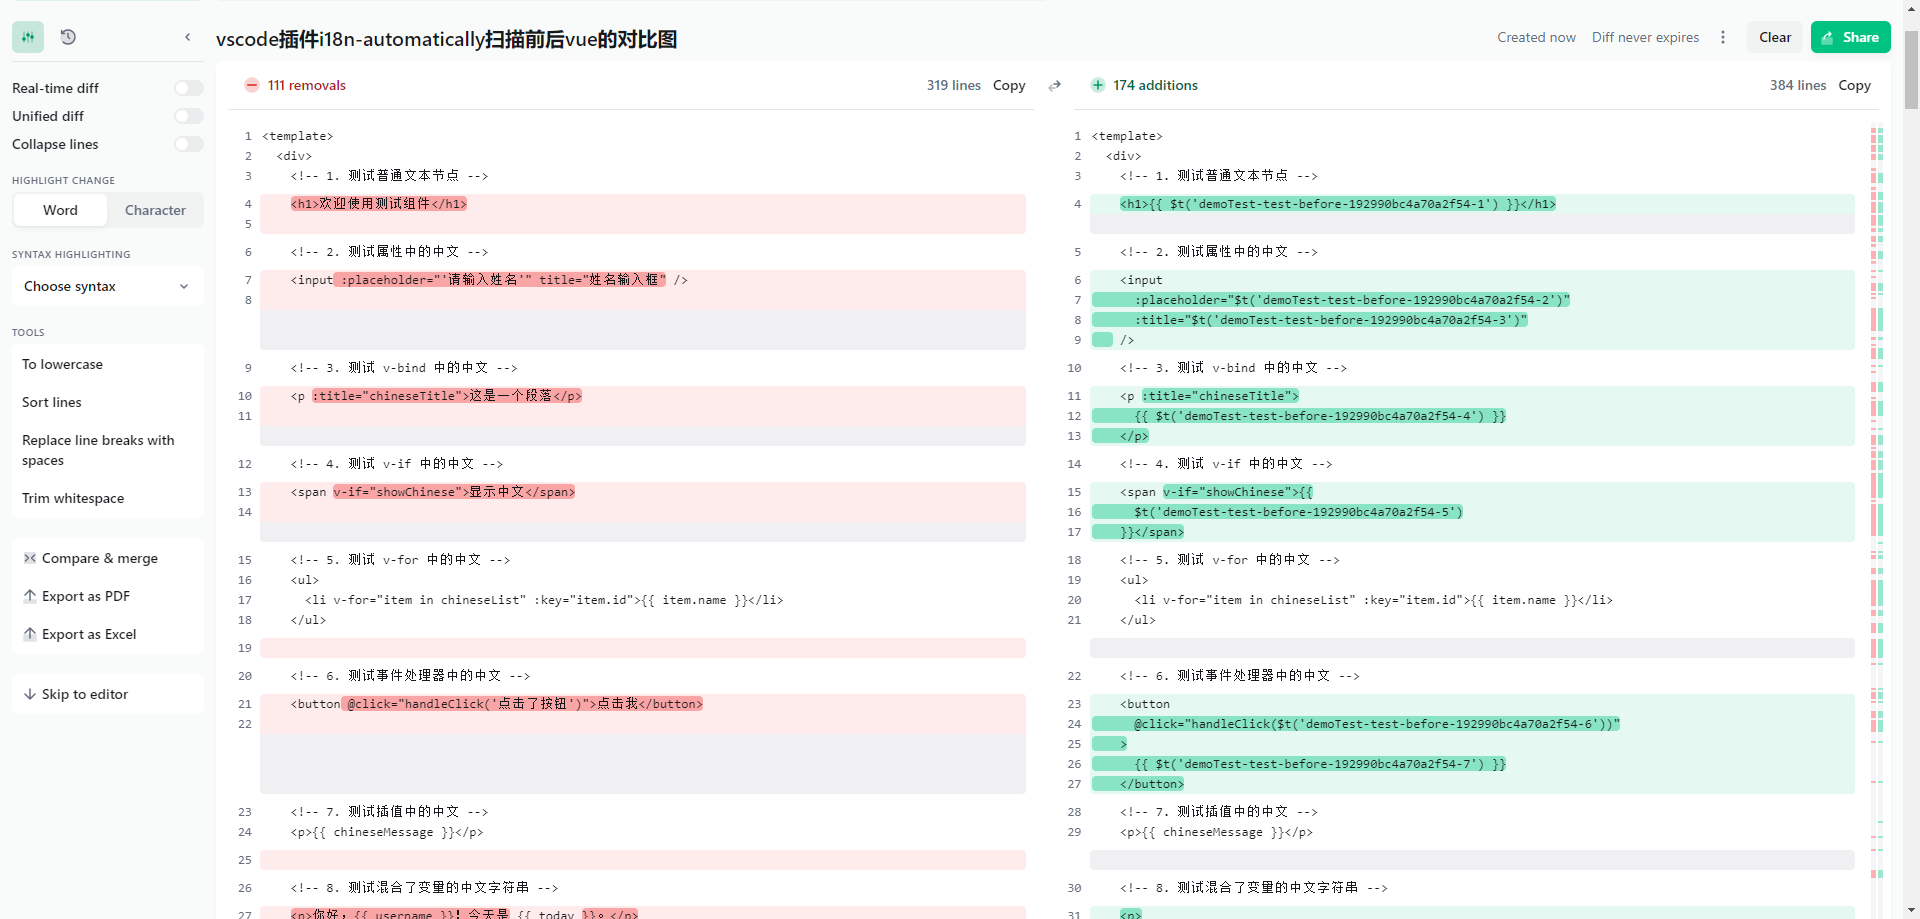 vscode插件i18n-automatically扫描前后vue的对比图
Created now
Diff never expires
Clear
Share
Real-time diff
Unified diff
Collapse lines
HIGHLIGHT CHANGE
Word
Character
SYNTAX HIGHLIGHTING
Choose syntax
TOOLS
To lowercase
Sort lines
Replace line breaks with
spaces
Trim whitespace
Compare & merge
Export as PDF
Export as Excel
Skip to editor
111 removals
319 lines
Copy
1 <template>
2 <div>
3 <!-- 1. 测试普通文本节点 -->
4 <h1>欢迎使用测试组件</h1>
5
6 <!-- 2. 测试属性中的中文 -->
7 <input :placeholder="'请输入姓名'" title="姓名输入框" />
8
9 <!-- 3. 测试 v-bind 中的中文 -->
10 <p :title="chineseTitle">这是一个段落</p>
11
12 <!-- 4. 测试 v-if 中的中文 -->
13 <span v-if="showChinese">显示中文</span>
14
15 <!-- 5. 测试 v-for 中的中文 -->
16 <ul>
17 <li v-for="item in chineseList" :key="item.id">{{ item.name }}</li>
18 </ul>
19
20 <!-- 6. 测试事件处理器中的中文 -->
21 <button @click="handleClick('点击了按钮')">点击我</button>
22
23 <!-- 7. 测试插值中的中文 -->
24 <p>{{ chineseMessage }}</p>
25
26 <!-- 8. 测试混合了变量的中文字符串 -->
27 <p>你好，{{ username }}！今天是 {{ today }}。</p>
174 additions
384 lines
Copy
1 <template>
2 <div>
3 <!-- 1. 测试普通文本节点 -->
4 <h1>{{ $t('demoTest-test-before-192990bc4a70a2f54-1') }}</h1>
5 <!-- 2. 测试属性中的中文 -->
6 <input
7 :placeholder="$t('demoTest-test-before-192990bc4a70a2f54-2')"
8 :title="$t('demoTest-test-before-192990bc4a70a2f54-3')"
9 />
10 <!-- 3. 测试 v-bind 中的中文 -->
11 <p :title="chineseTitle">
12 {{ $t('demoTest-test-before-192990bc4a70a2f54-4') }}
13 </p>
14 <!-- 4. 测试 v-if 中的中文 -->
15 <span v-if="showChinese">{{
16 $t('demoTest-test-before-192990bc4a70a2f54-5')
17 }}</span>
18 <!-- 5. 测试 v-for 中的中文 -->
19 <ul>
20 <li v-for="item in chineseList" :key="item.id">{{ item.name }}</li>
21 </ul>
22 <!-- 6. 测试事件处理器中的中文 -->
23 <button
24 @click="handleClick($t('demoTest-test-before-192990bc4a70a2f54-6'))"
25 >
26 {{ $t('demoTest-test-before-192990bc4a70a2f54-7') }}
27 </button>
28 <!-- 7. 测试插值中的中文 -->
29 <p>{{ chineseMessage }}</p>
30 <!-- 8. 测试混合了变量的中文字符串 -->
31 <p>